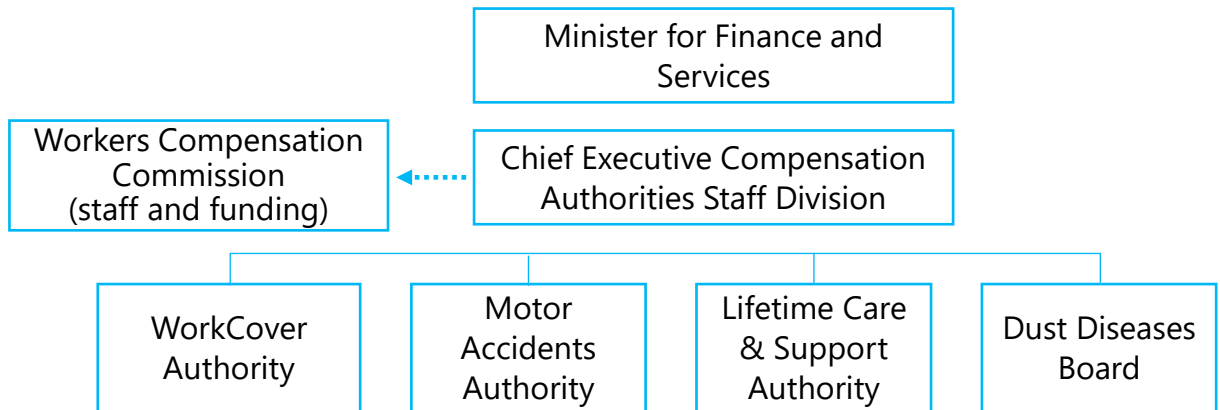 Minister for Finance and
Services
Workers Compensation
Commission
(staff and funding)
Chief Executive Compensation
Authorities Staff Division
WorkCover
Authority
Motor
Accidents
Authority
Lifetime Care
& Support
Authority
Dust Diseases
Board